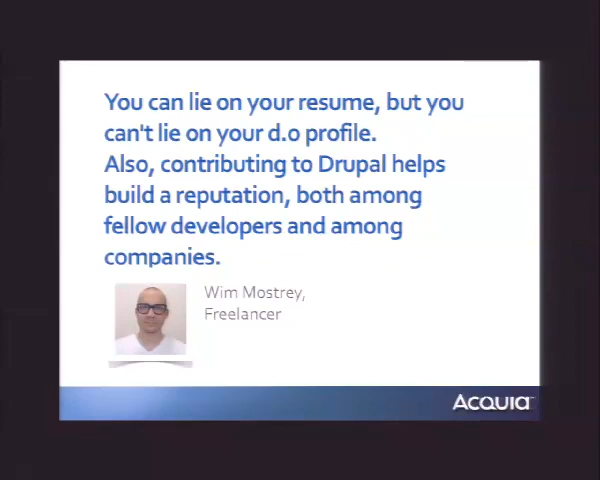 You can lie on your resume, but you
can't lie on your d.o profile.
Also, contributing to Drupal helps
build a reputation, both among
fellow developers and among
companies.
Wim Mostrey,
Freelancer
ACQUIA